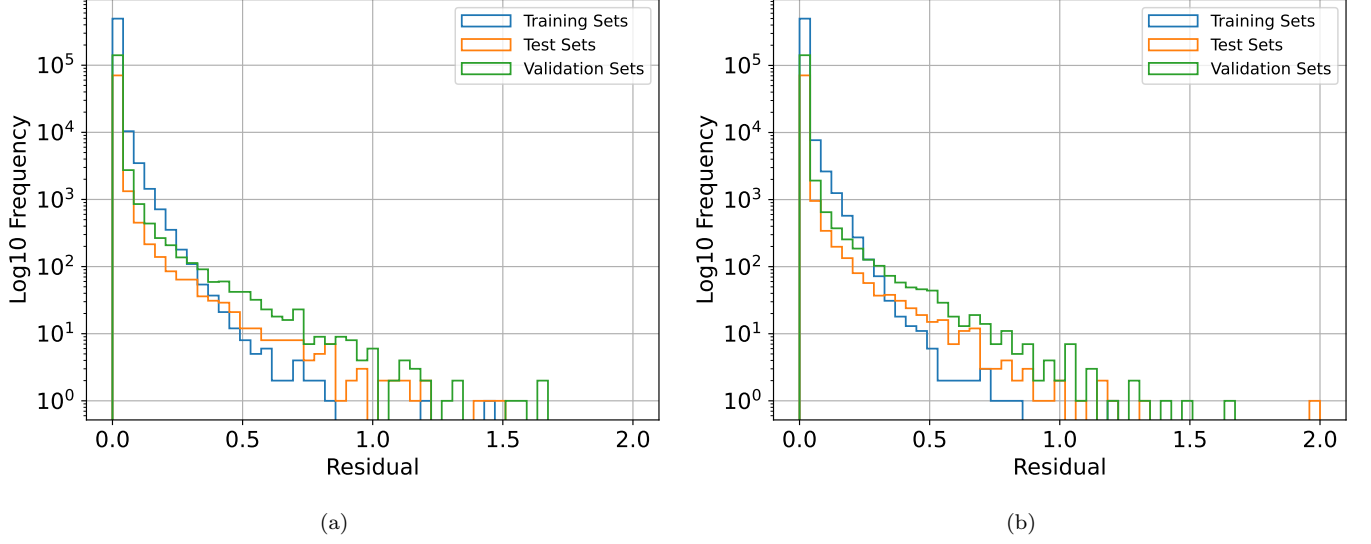 Training Sets
Test Sets
Validation Sets
Log10 Frequency
10^5
10^4
10^3
10^2
10^1
10^0
0.0 0.5 1.0 1.5 2.0
Residual
(a)
Training Sets
Test Sets
Validation Sets
Log10 Frequency
10^5
10^4
10^3
10^2
10^1
10^0
0.0 0.5 1.0 1.5 2.0
Residual
(b)